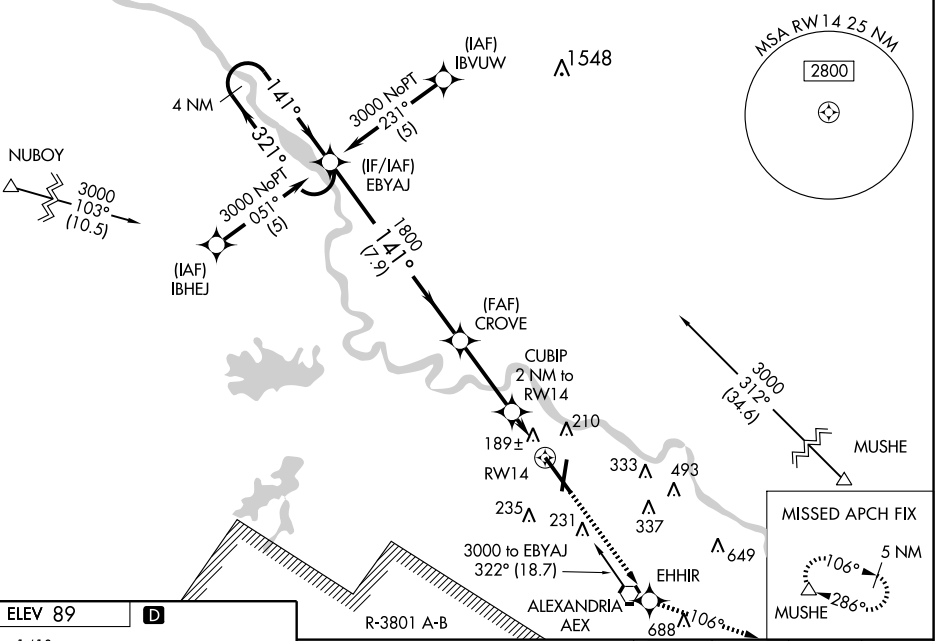 MSA RW14 25 NM
2800
(IAF)
IBVUW
1548
3000 NoPT
231°
(5)
4 NM
141°
321°
(IF/IAF)
EBYAJ
NUBOY
3000
103°
(10.5)
3000 NoPT
051°
(5)
(IAF)
IBHEJ
1800
141°
(7.9)
(FAF)
CROVE
CUBIP
2 NM to
RW14
189±
210
RW14
3000
312°
(34.6)
MUSHE
333
493
337
235
231
649
3000 to EBYAJ
322° (18.7)
EHHIR
ALEXANDRIA
AEX
688
106°
R-3801 A-B
MISSED APCH FIX
5 NM
106°
286°
MUSHE
ELEV 89
D